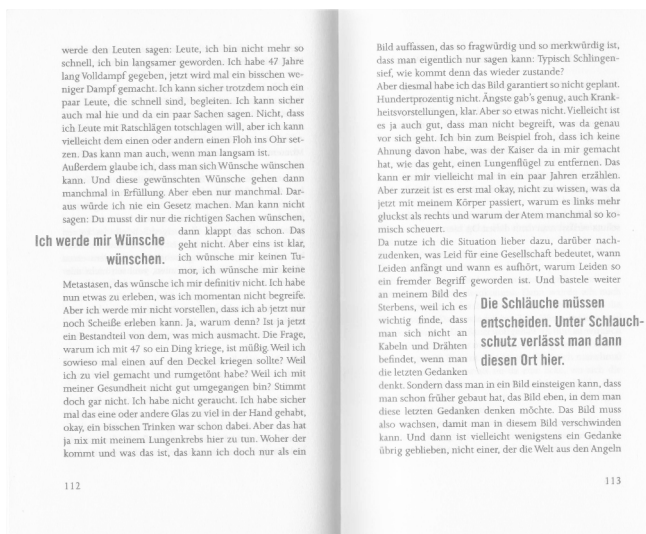 werde den Leuten sagen: Leute, ich bin nicht mehr so
schnell, ich bin langsamer geworden. Ich habe 47 Jahre
lang Volldampf gegeben, jetzt wird mal ein bisschen we-
niger Dampf gemacht. Ich kann sicher trotzdem noch ein
paar Leute, die schnell sind, begleiten. Ich kann sicher
auch mal hie und da ein paar Sachen sagen. Nicht, dass
ich Leute mit Ratschlägen totschlagen will, aber ich kann
vielleicht dem einen oder andern einen Floh ins Ohr set-
zen. Das kann man auch, wenn man langsam ist.
Außerdem glaube ich, dass man sich Wünsche wünschen
kann. Und diese gewünschten Wünsche gehen dann
manchmal in Erfüllung. Aber eben nur manchmal. Dar-
aus würde ich nie ein Gesetz machen. Man kann nicht
sagen: Du musst dir nur die richtigen Sachen wünschen,
dann klappt das schon. Das
geht nicht. Aber eins ist klar,
ich wünsche mir keinen Tu-
mor, ich wünsche mir keine
Ich werde mir Wünsche
wünschen.
Metastasen, das wünsche ich mir definitiv nicht. Ich habe
nun etwas zu erleben, was ich momentan nicht begreife.
Aber ich werde mir nicht vorstellen, dass ich ab jetzt nur
noch Scheiße erleben kann. Ja, warum denn? Ist ja jetzt
ein Bestandteil von dem, was mich ausmacht. Die Frage,
warum ich mit 47 so ein Ding kriege, ist müßig. Weil ich
sowieso mal einen auf den Deckel kriegen sollte? Weil
ich zu viel gemacht und rumgetönt habe? Weil ich mit
meiner Gesundheit nicht gut umgegangen bin? Stimmt
doch gar nicht. Ich habe nicht geraucht. Ich habe sicher
mal das eine oder andere Glas zu viel in der Hand gehabt,
okay, ein bisschen Trinken war schon dabei. Aber das hat
ja nix mit meinem Lungenkrebs hier zu tun. Woher der
kommt und was das ist, das kann ich doch nur als ein
112
Bild auffassen, das so fragwürdig und so merkwürdig ist,
dass man eigentlich nur sagen kann: Typisch Schlingen-
sief, wie kommt denn das wieder zustande?
Aber diesmal habe ich das Bild garantiert so nicht geplant.
Hundertprozentig nicht. Ängste gab's genug, auch Krank-
heitsvorstellungen, klar. Aber so etwas nicht. Vielleicht ist
es ja auch gut, dass man nicht begreift, was da genau
vor sich geht. Ich bin zum Beispiel froh, dass ich keine
Ahnung davon habe, was der Kaiser da in mir gemacht
hat, wie das geht, einen Lungenflügel zu entfernen. Das
kann er mir vielleicht mal in ein paar Jahren erzählen.
Aber zurzeit ist es erst mal okay, nicht zu wissen, was da
jetzt mit meinem Körper passiert, warum es links mehr
gluckst als rechts und warum der Atem manchmal so ko-
misch scheuert.
Da nutze ich die Situation lieber dazu, darüber nach-
zudenken, was Leid für eine Gesellschaft bedeutet, wann
Leiden anfängt und wann es aufhört, warum Leiden so
ein fremder Begriff geworden ist. Und bastele weiter
an meinem Bild des
Sterbens, weil ich es
wichtig finde, dass
man sich nicht an
Kabeln und Drähten
befindet, wenn man
die letzten Gedanken
Die Schläuche müssen
entscheiden. Unter Schlauch-
schutz verlässt man dann
diesen Ort hier.
denkt. Sondern dass man in ein Bild einsteigen kann, dass
man schon früher gebaut hat, das Bild eben, in dem man
diese letzten Gedanken denken möchte. Das Bild muss
also wachsen, damit man in diesem Bild verschwinden
kann. Und dann ist vielleicht wenigstens ein Gedanke
übrig geblieben, nicht einer, der die Welt aus den Angeln
113